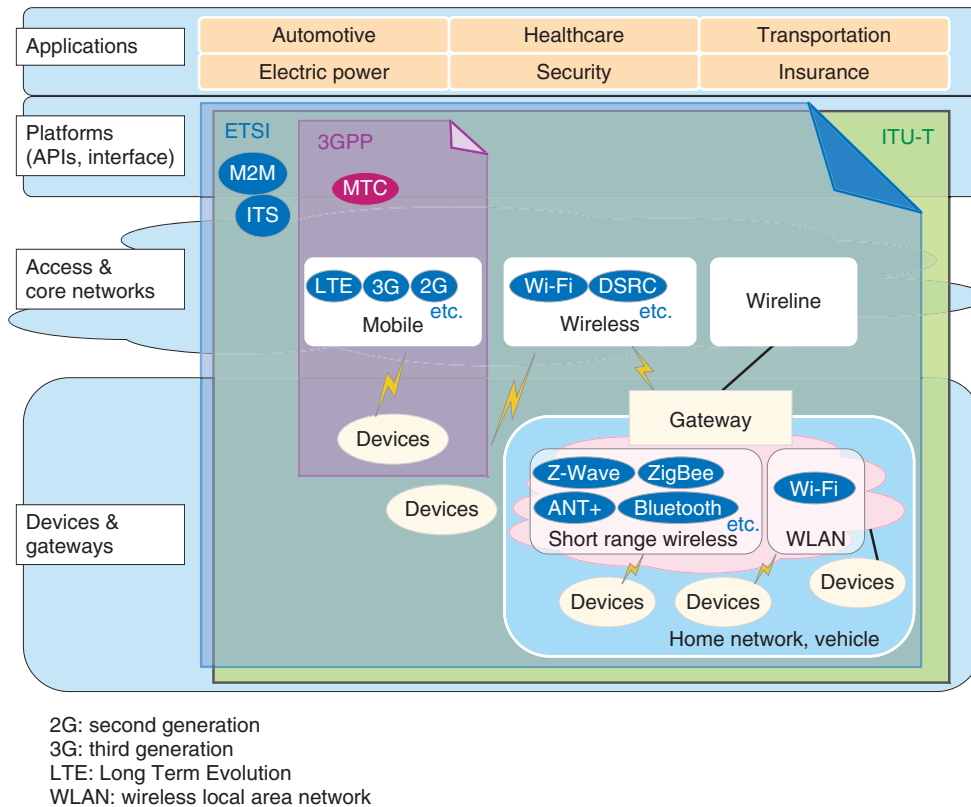 Applications
Automotive
Healthcare
Transportation
Electric power
Security
Insurance
Platforms
(APIs, interface)
ETSI
3GPP
ITU-T
M2M
MTC
ITS
Access &
core networks
LTE
3G
2G
etc.
Mobile
Wi-Fi
DSRC
etc.
Wireless
Wireline
Devices
Gateway
Devices &
gateways
Devices
Z-Wave
ZigBee
ANT+
Bluetooth
etc.
Short range wireless
Wi-Fi
WLAN
Devices
Devices
Devices
Home network, vehicle
2G: second generation
3G: third generation
LTE: Long Term Evolution
WLAN: wireless local area network